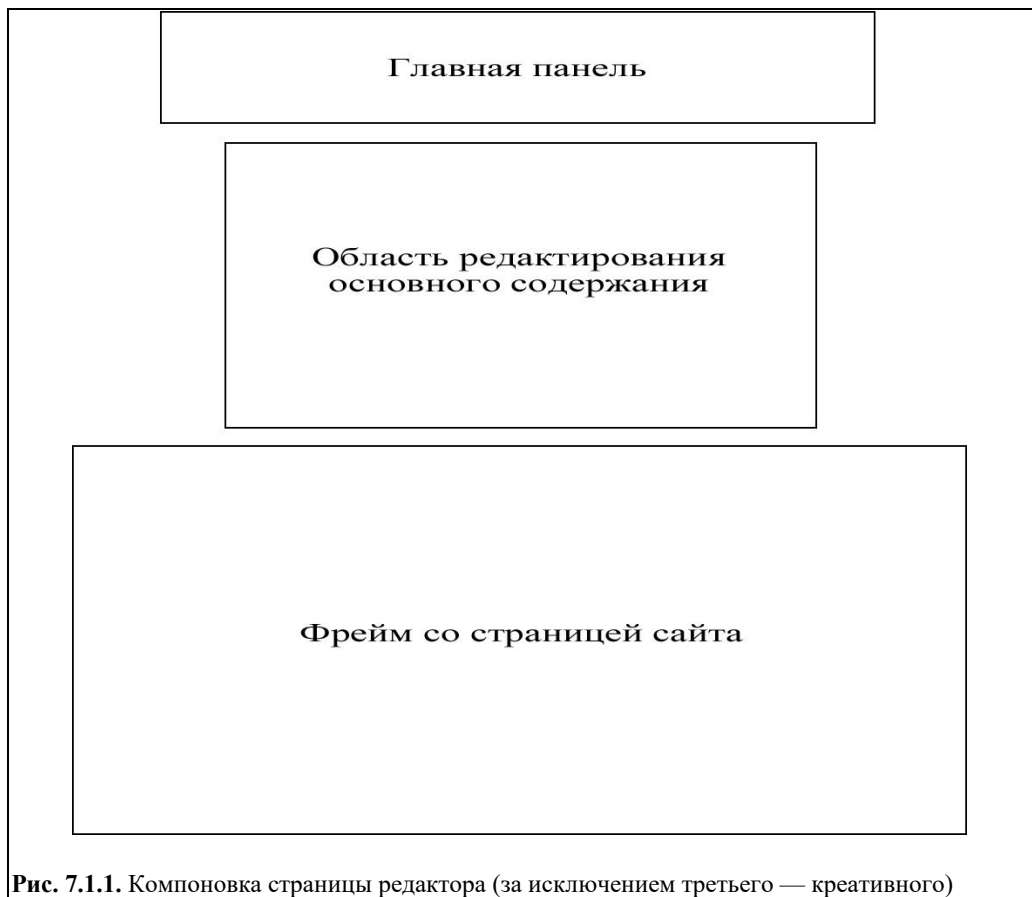 Главная панель
Область редактирования
основного содержания
Фрейм со страницей сайта
Рис. 7.1.1. Компоновка страницы редактора (за исключением третьего — креативного)